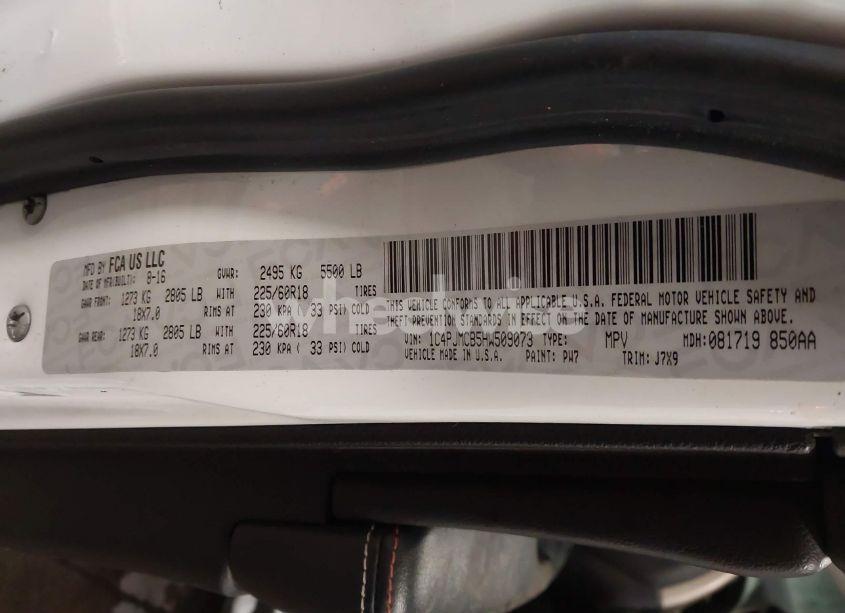 MFD BY FCA US LLC
DATE OF MFR(BUILT): 8-16 GVWR: 2495 KG 5500 LB
GAWR FRONT: 1273 KG 2805 LB WITH 225/60R18 TIRES
18X7.0 RIMS AT 230 KPA ( 33 PSI) COLD
GAWR REAR: 1273 KG 2805 LB WITH 225/60R18 TIRES
18X7.0 RIMS AT 230 KPA ( 33 PSI) COLD
THIS VEHICLE CONFORMS TO ALL APPLICABLE U.S.A. FEDERAL MOTOR VEHICLE SAFETY AND
THEFT PREVENTION STANDARDS IN EFFECT ON THE DATE OF MANUFACTURE SHOWN ABOVE.
VIN: 1C4PJMCB5HW509073 TYPE: MPV MDH: 081719 850AA
VEHICLE MADE IN U.S.A. PAINT: PW7 TRIM: J7X9